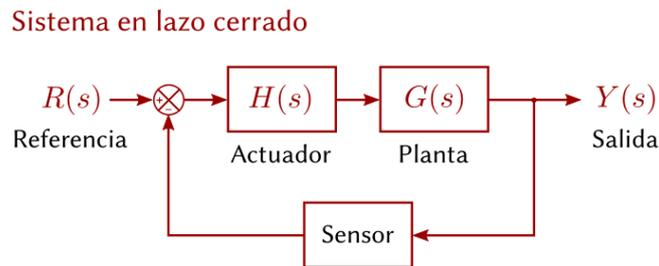 Sistema en lazo cerrado
R(s) + − H(s) G(s) Y(s)
Referencia Actuador Planta Salida
Sensor